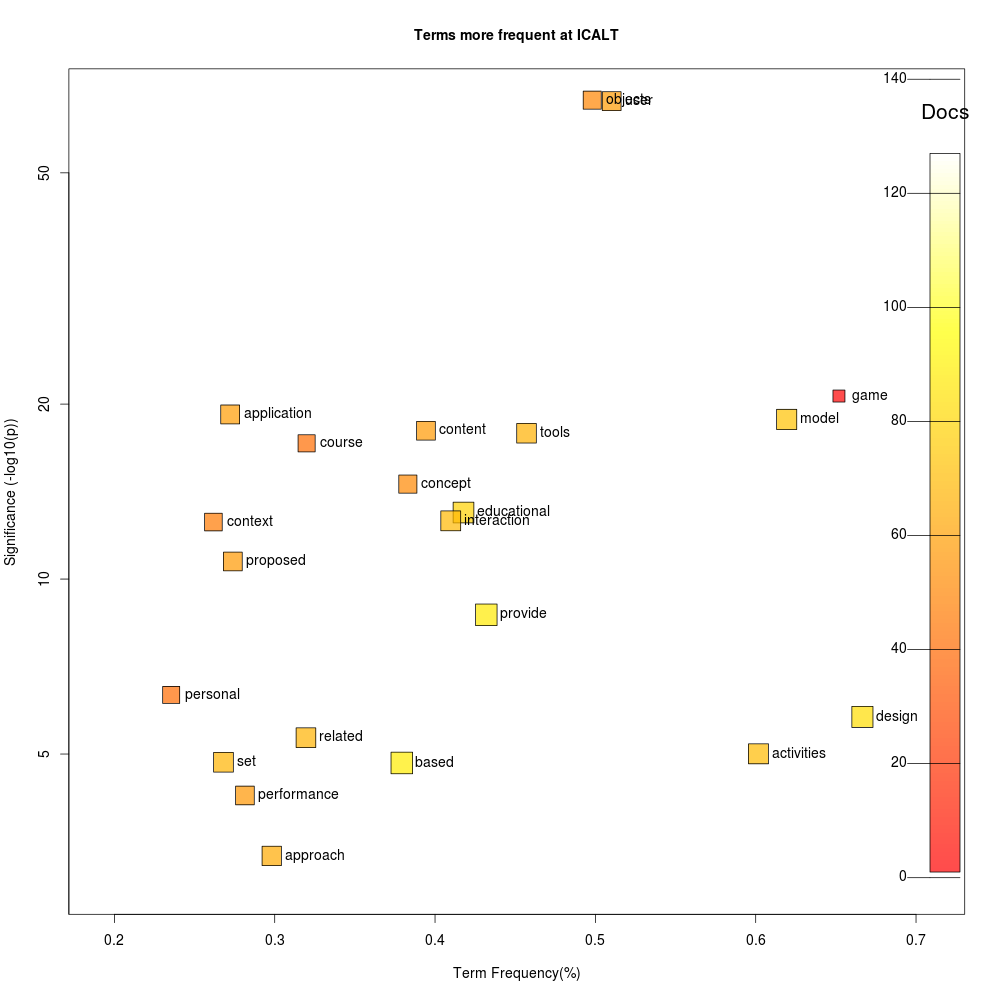 Terms more frequent at ICALT
140
objects
user
Docs
50
120
100
20
game
application
model
80
content
tools
course
concept
educational
interaction
context
60
proposed
10
provide
40
personal
design
related
5
activities
set
based
20
performance
approach
0
Significance (-log10(p))
0.2
0.3
0.4
0.5
0.6
0.7
Term Frequency(%)